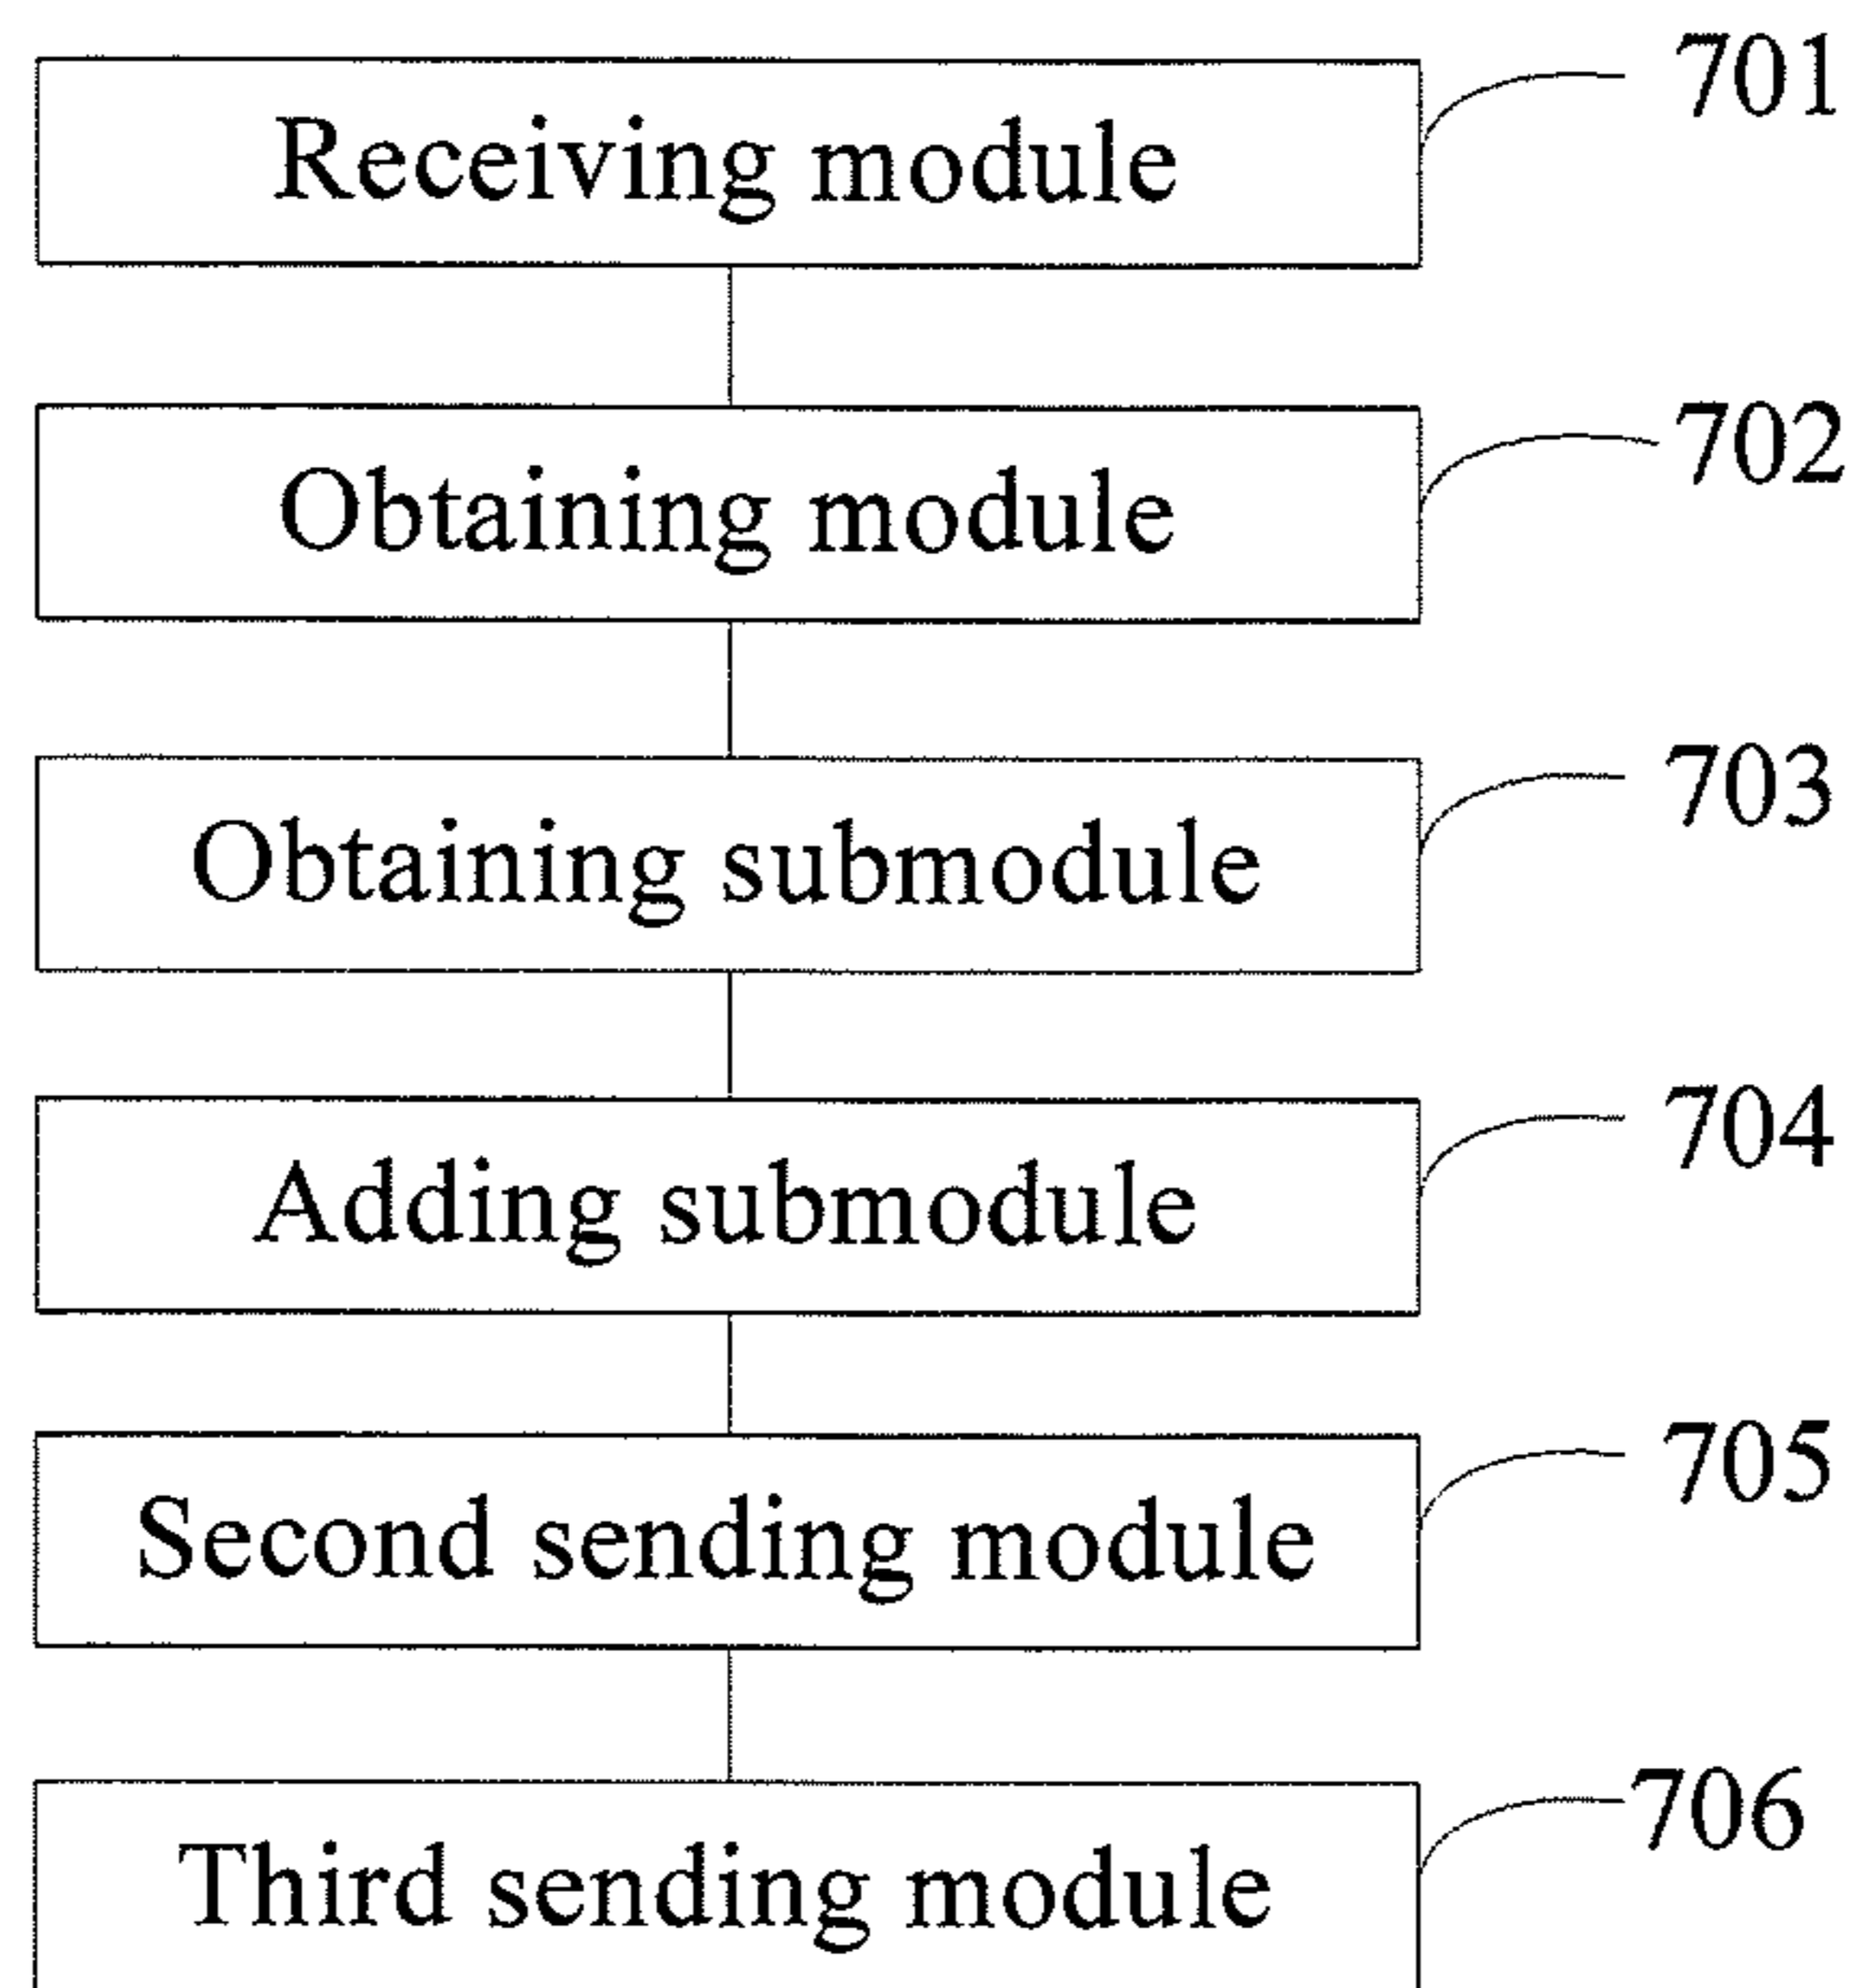 701
Receiving module
702
Obtaining module
703
Obtaining submodule
704
Adding submodule
705
Second sending module
706
Third sending module